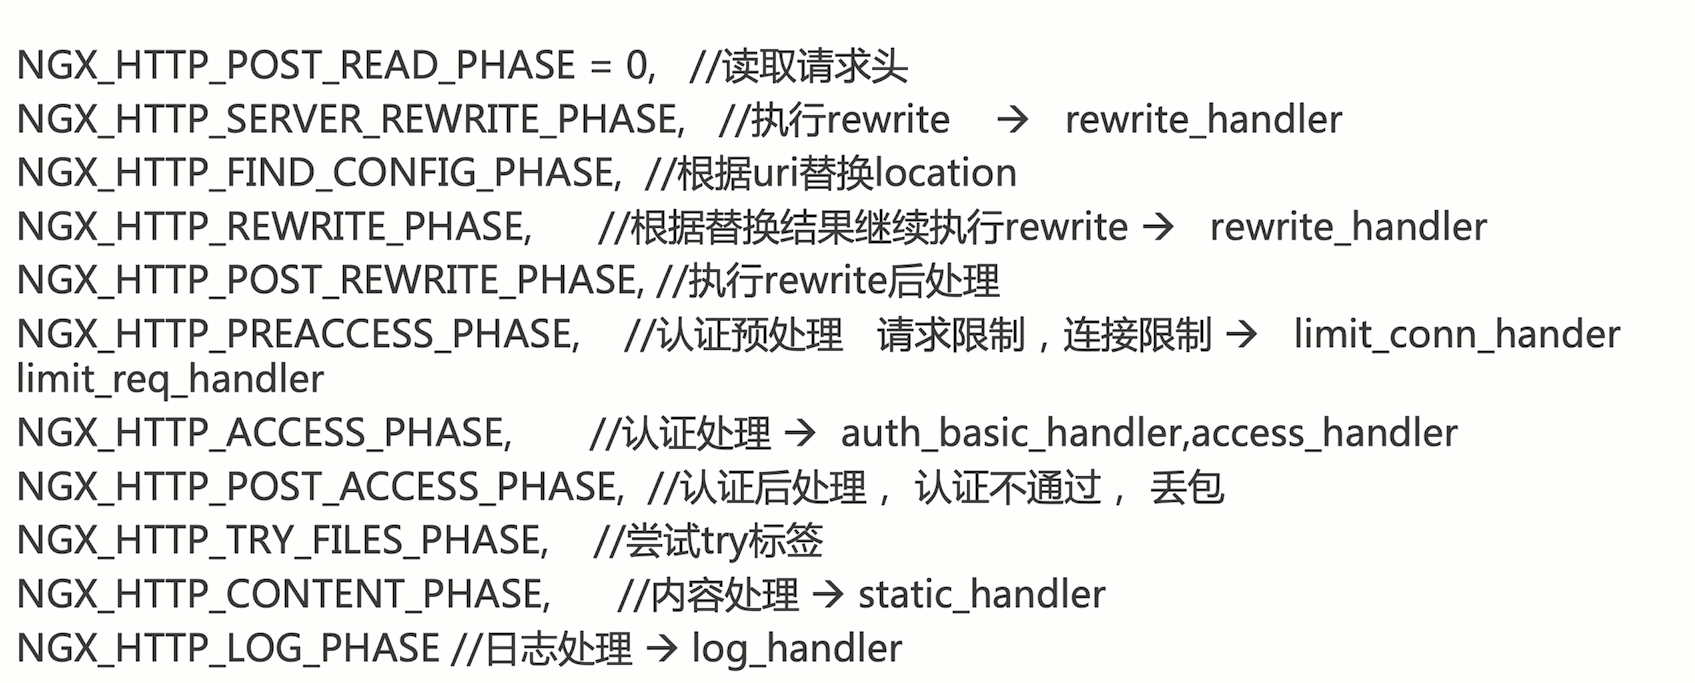 NGX_HTTP_POST_READ_PHASE = 0,   //读取请求头
NGX_HTTP_SERVER_REWRITE_PHASE,   //执行rewrite    →   rewrite_handler
NGX_HTTP_FIND_CONFIG_PHASE,  //根据uri替换location
NGX_HTTP_REWRITE_PHASE,      //根据替换结果继续执行rewrite →   rewrite_handler
NGX_HTTP_POST_REWRITE_PHASE, //执行rewrite后处理
NGX_HTTP_PREACCESS_PHASE,    //认证预处理   请求限制，连接限制 →   limit_conn_hander
limit_req_handler
NGX_HTTP_ACCESS_PHASE,       //认证处理 →  auth_basic_handler,access_handler
NGX_HTTP_POST_ACCESS_PHASE,  //认证后处理， 认证不通过， 丢包
NGX_HTTP_TRY_FILES_PHASE,    //尝试try标签
NGX_HTTP_CONTENT_PHASE,      //内容处理 → static_handler
NGX_HTTP_LOG_PHASE //日志处理 → log_handler